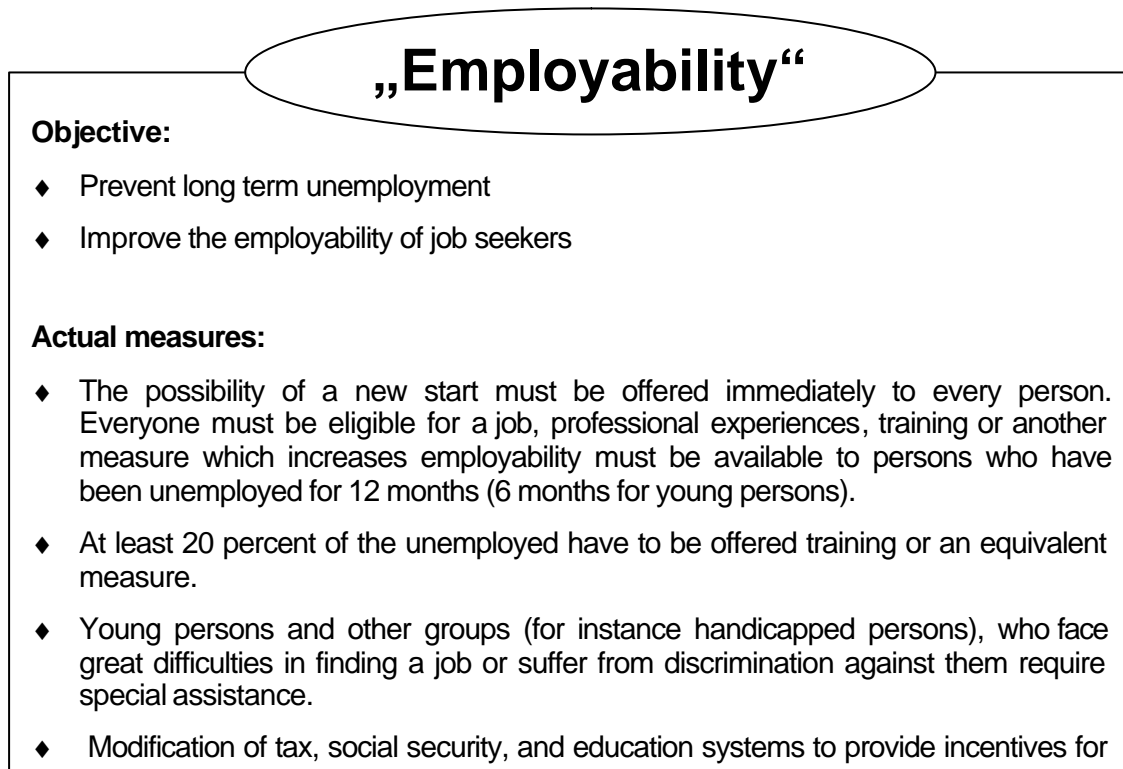 „Employability“
Objective:
♦ Prevent long term unemployment
♦ Improve the employability of job seekers
Actual measures:
♦ The possibility of a new start must be offered immediately to every person.
Everyone must be eligible for a job, professional experiences, training or another
measure which increases employability must be available to persons who have
been unemployed for 12 months (6 months for young persons).
♦ At least 20 percent of the unemployed have to be offered training or an equivalent
measure.
♦ Young persons and other groups (for instance handicapped persons), who face
great difficulties in finding a job or suffer from discrimination against them require
special assistance.
♦ Modification of tax, social security, and education systems to provide incentives for